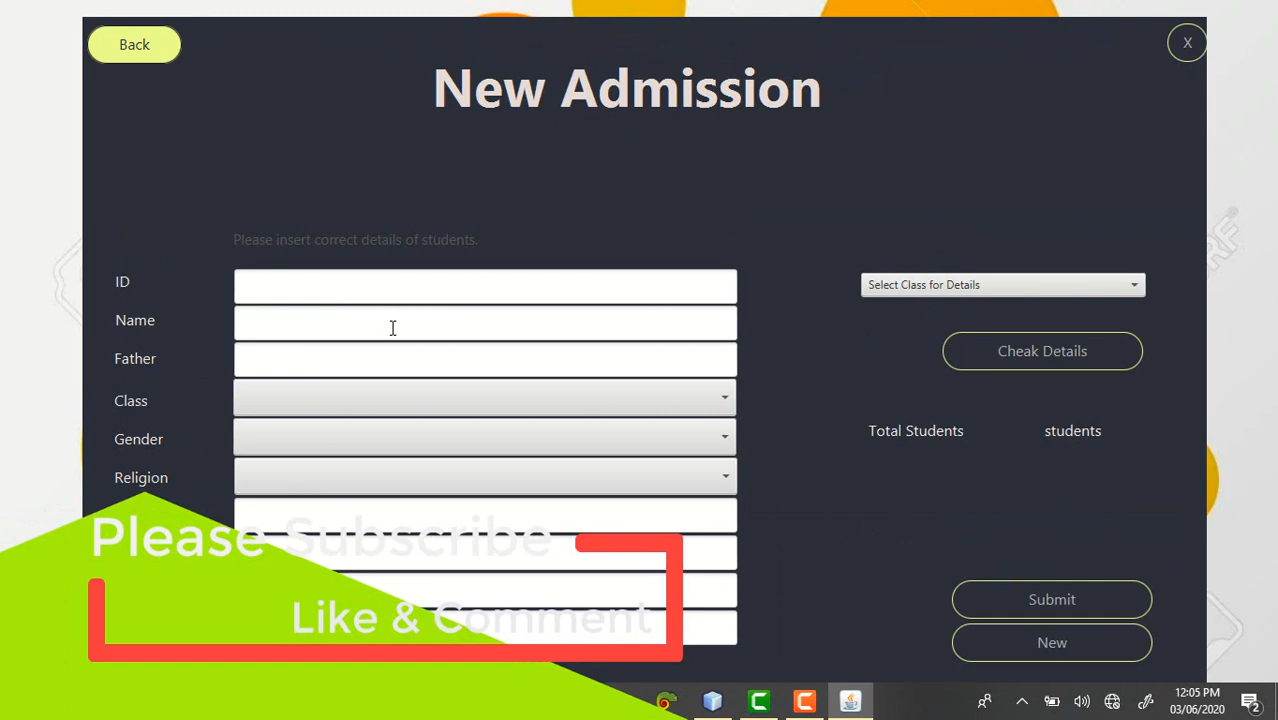 Back
X
New Admission
Please insert correct details of students.
ID
Select Class for Details
Name
Cheak Details
Father
Class
Total Students students
Gender
Religion
Please Subscribe
Like & Comment
Submit
New
12:05 PM
03/06/2020
2